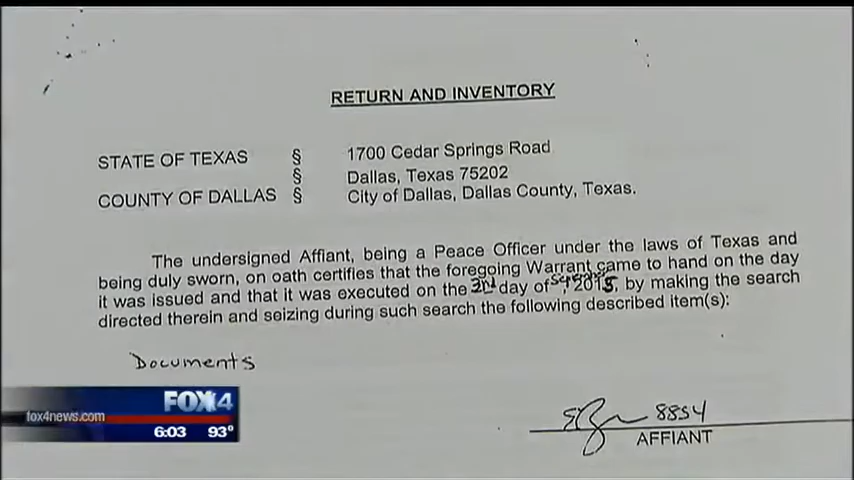 RETURN AND INVENTORY
STATE OF TEXAS § 1700 Cedar Springs Road
§ Dallas, Texas 75202
COUNTY OF DALLAS § City of Dallas, Dallas County, Texas.
The undersigned Affiant, being a Peace Officer under the laws of Texas and
being duly sworn, on oath certifies that the foregoing Warrant came to hand on the day
it was issued and that it was executed on the day of , 2015, by making the search
directed therein and seizing during such search the following described item(s):
Documents
8854
AFFIANT
FOX 4
fox4news.com
6:03 93°